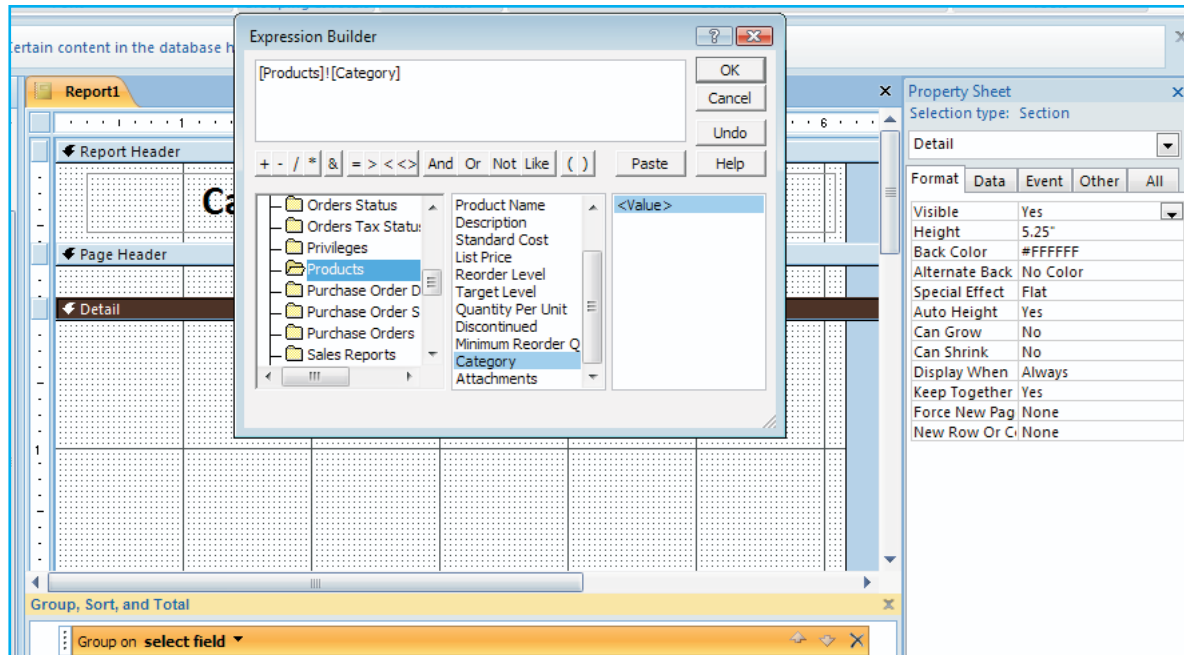 ertain content in the database h
Expression Builder
[Products]![Category]
OK
Cancel
Undo
+ - / * & = > < <> And Or Not Like ( ) Paste Help
Orders Status
Orders Tax Statu
Privileges
Products
Purchase Order D
Purchase Order S
Purchase Orders
Sales Reports
Product Name
Description
Standard Cost
List Price
Reorder Level
Target Level
Quantity Per Unit
Discontinued
Minimum Reorder Q
Category
Attachments
<Value>
Report1
1 6
Report Header
Ca
Page Header
Detail
1
Property Sheet
Selection type: Section
Detail
Format Data Event Other All
Visible Yes
Height 5.25"
Back Color #FFFFFF
Alternate Back No Color
Special Effect Flat
Auto Height Yes
Can Grow No
Can Shrink No
Display When Always
Keep Together Yes
Force New Pag None
New Row Or C None
Group, Sort, and Total
Group on select field